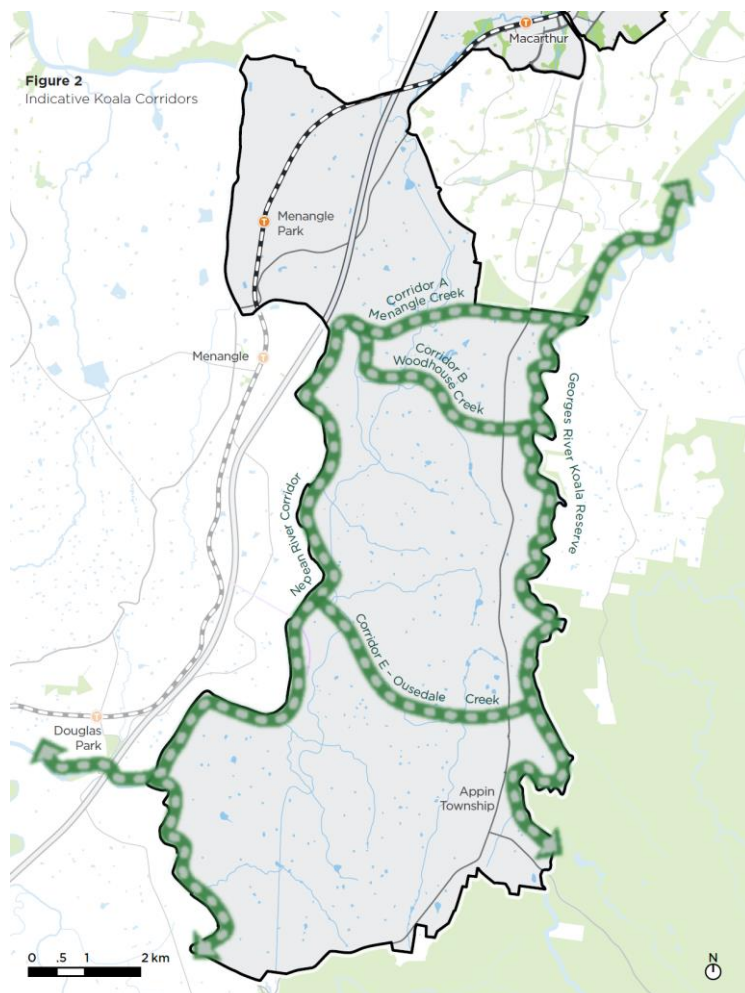 Figure 2
Indicative Koala Corridors
T
Macarthur
T
Menangle
Park
Corridor A
Menangle Creek
Menangle
T
Corridor B
Woodhouse
Creek
Georges River Koala Reserve
Nepean River Corridor
Corridor E – Ousedale Creek
T
Douglas
Park
Appin
Township
0 .5 1 2 km
N